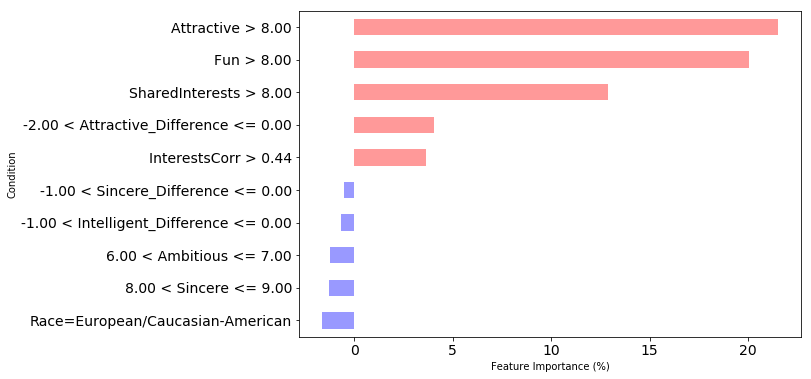 Attractive > 8.00
Fun > 8.00
SharedInterests > 8.00
-2.00 < Attractive_Difference <= 0.00
InterestsCorr > 0.44
-1.00 < Sincere_Difference <= 0.00
-1.00 < Intelligent_Difference <= 0.00
6.00 < Ambitious <= 7.00
8.00 < Sincere <= 9.00
Race=European/Caucasian-American
Condition
0 5 10 15 20
Feature Importance (%)